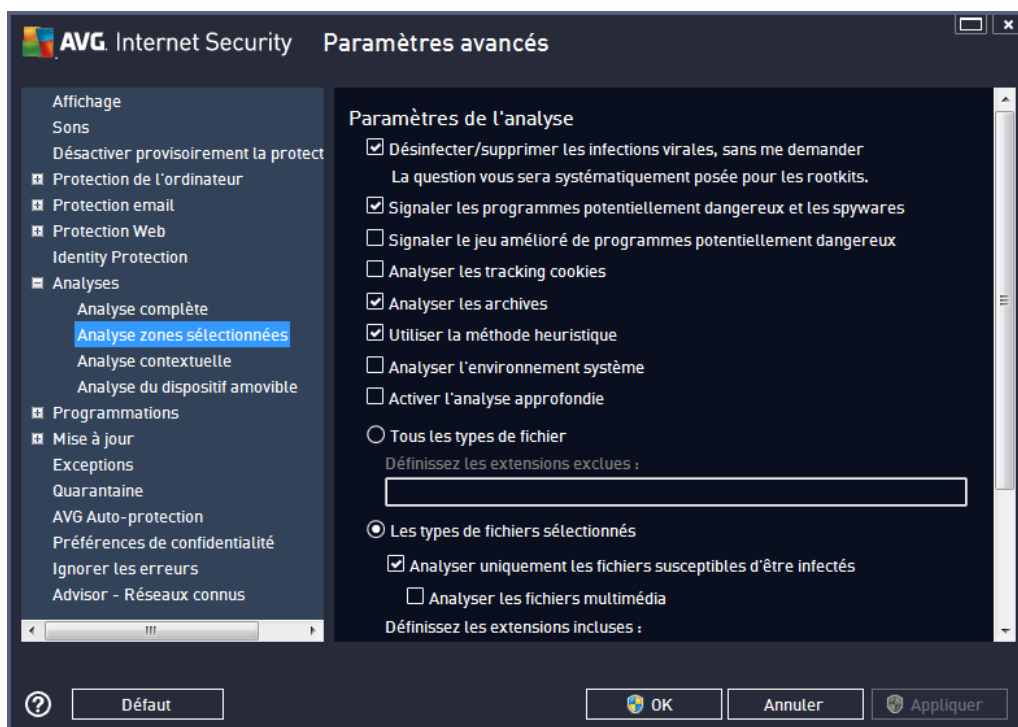 AVG. Internet Security Paramètres avancés
Affichage
Sons
Désactiver provisoirement la protect
Protection de l'ordinateur
Protection email
Protection Web
Identity Protection
Analyses
Analyse complète
Analyse zones sélectionnées
Analyse contextuelle
Analyse du dispositif amovible
Programmations
Mise à jour
Exceptions
Quarantaine
AVG Auto-protection
Préférences de confidentialité
Ignorer les erreurs
Advisor - Réseaux connus
Paramètres de l'analyse
Désinfecter/supprimer les infections virales, sans me demander
La question vous sera systématiquement posée pour les rootkits.
Signaler les programmes potentiellement dangereux et les spywares
Signaler le jeu amélioré de programmes potentiellement dangereux
Analyser les tracking cookies
Analyser les archives
Utiliser la méthode heuristique
Analyser l'environnement système
Activer l'analyse approfondie
Tous les types de fichier
Définissez les extensions exclues :
Les types de fichiers sélectionnés
Analyser uniquement les fichiers susceptibles d'être infectés
Analyser les fichiers multimédia
Définissez les extensions incluses :
? Défaut OK Annuler Appliquer